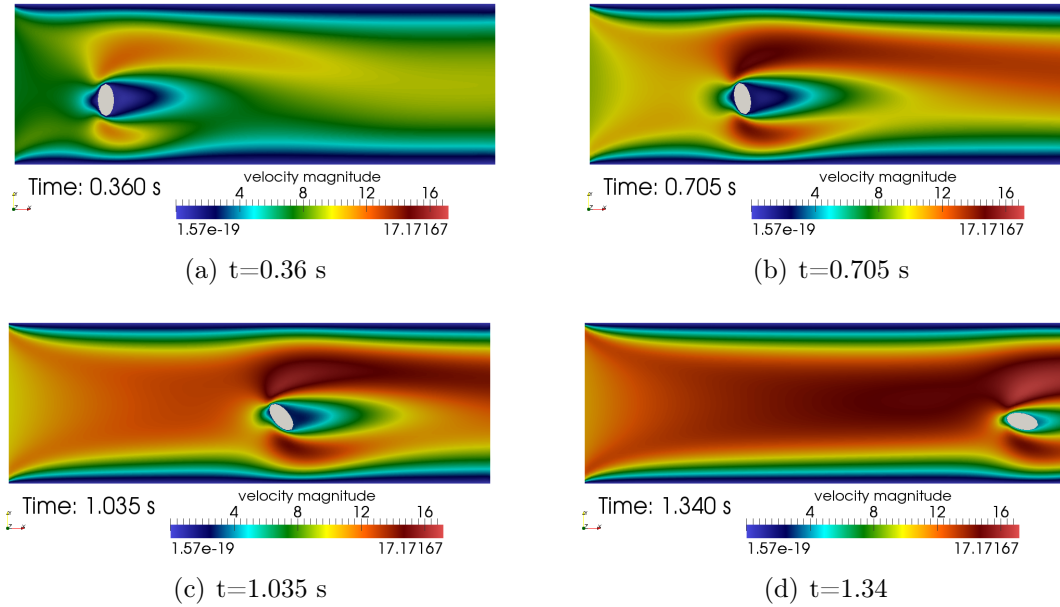 Time: 0.360 s
velocity magnitude
4 8 12 16
1.57e-19 17.17167
(a) t=0.36 s
Time: 0.705 s
velocity magnitude
4 8 12 16
1.57e-19 17.17167
(b) t=0.705 s
Time: 1.035 s
velocity magnitude
4 8 12 16
1.57e-19 17.17167
(c) t=1.035 s
Time: 1.340 s
velocity magnitude
4 8 12 16
1.57e-19 17.17167
(d) t=1.34